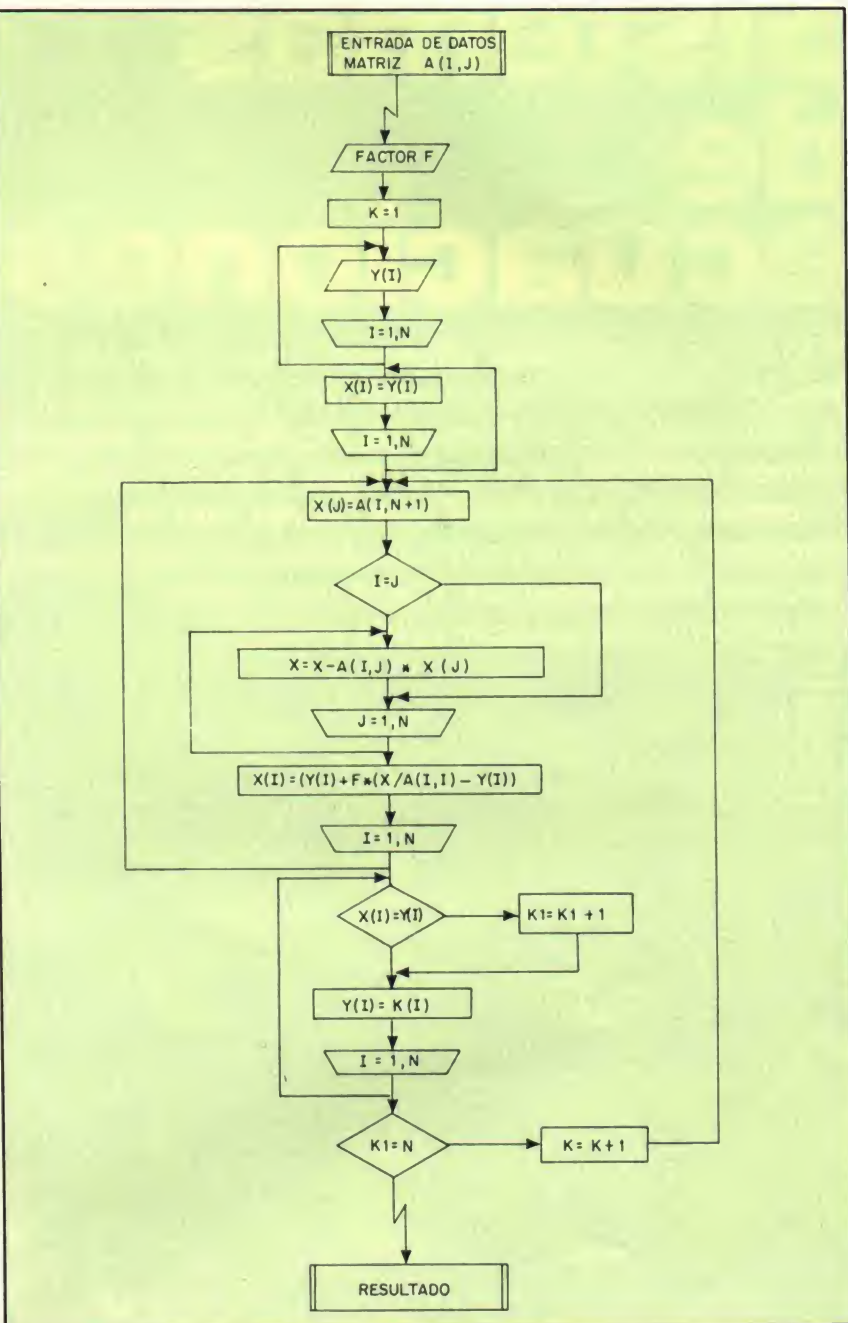 ENTRADA DE DATOS
MATRIZ A(I,J)
FACTOR F
K=1
Y(I)
I=1,N
X(I)=Y(I)
I=1,N
X(J)=A(I,N+1)
I=J
X=X-A(I,J) * X(J)
J=1,N
X(I)=(Y(I)+F*(X/A(I,I)-Y(I))
I=1,N
X(I)=Y(I)
K1=K1+1
Y(I)=K(I)
I=1,N
K1=N
K=K+1
RESULTADO